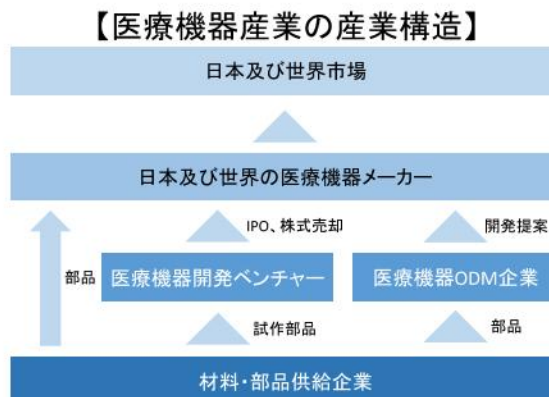 【医療機器産業の産業構造】
日本及び世界市場
日本及び世界の医療機器メーカー
IPO、株式売却
開発提案
部品
医療機器開発ベンチャー
医療機器ODM企業
試作部品
部品
材料・部品供給企業